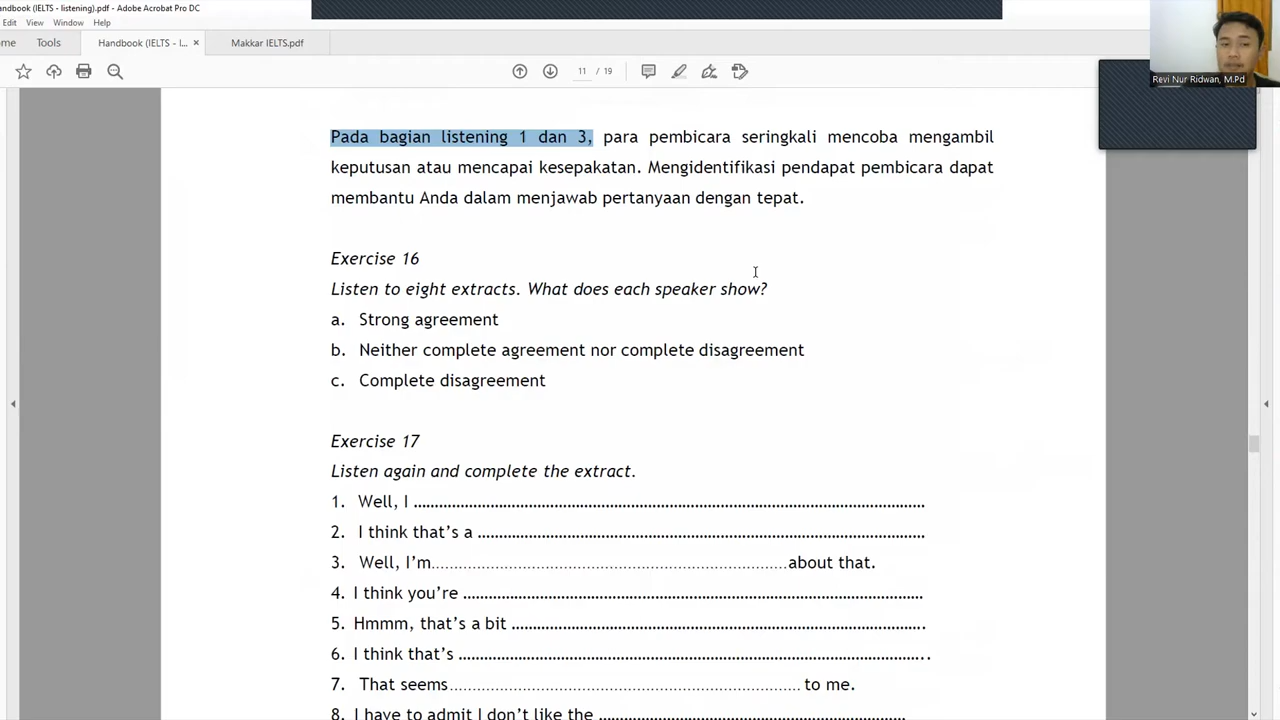 andbook (IELTS - listening).pdf - Adobe Acrobat Pro DC
Edit View Window Help
ome Tools Handbook (IELTS - l... × Makkar IELTS.pdf
11 / 19
Revi Nur Ridwan, M.Pd
Pada bagian listening 1 dan 3, para pembicara seringkali mencoba mengambil
keputusan atau mencapai kesepakatan. Mengidentifikasi pendapat pembicara dapat
membantu Anda dalam menjawab pertanyaan dengan tepat.
Exercise 16
Listen to eight extracts. What does each speaker show?
a. Strong agreement
b. Neither complete agreement nor complete disagreement
c. Complete disagreement
Exercise 17
Listen again and complete the extract.
1. Well, I ……………………………………………………………………………………
2. I think that’s a …………………………………………………………………………
3. Well, I’m……………………………………………………………about that.
4. I think you’re ……………………………………………………………………………
5. Hmmm, that’s a bit …………………………………………………………………….
6. I think that’s ……………………………………………………………………………..
7. That seems…………………………………………………………… to me.
8. I have to admit I don’t like the ……………………………………………………